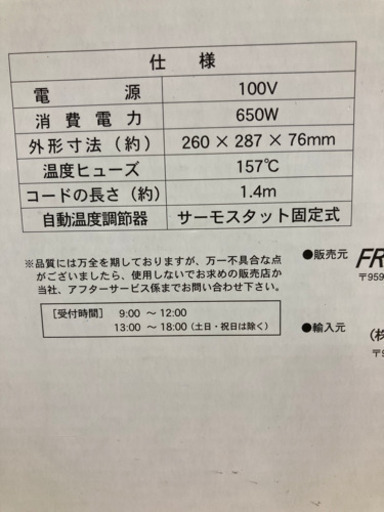 仕様
電源 100V
消費電力 650W
外形寸法（約） 260×287×76mm
温度ヒューズ 157℃
コードの長さ（約） 1.4m
自動温度調節器 サーモスタット固定式
※品質には万全を期しておりますが、万一不具合な点
がございましたら、使用しないでお求めの販売店か
当社、アフターサービス係までお問い合わせ下さい。
［受付時間］ 9:00 ～ 12:00
13:00 ～ 18:00（土日・祝日は除く）
●販売元 FR
〒959
●輸入元
(株
〒9